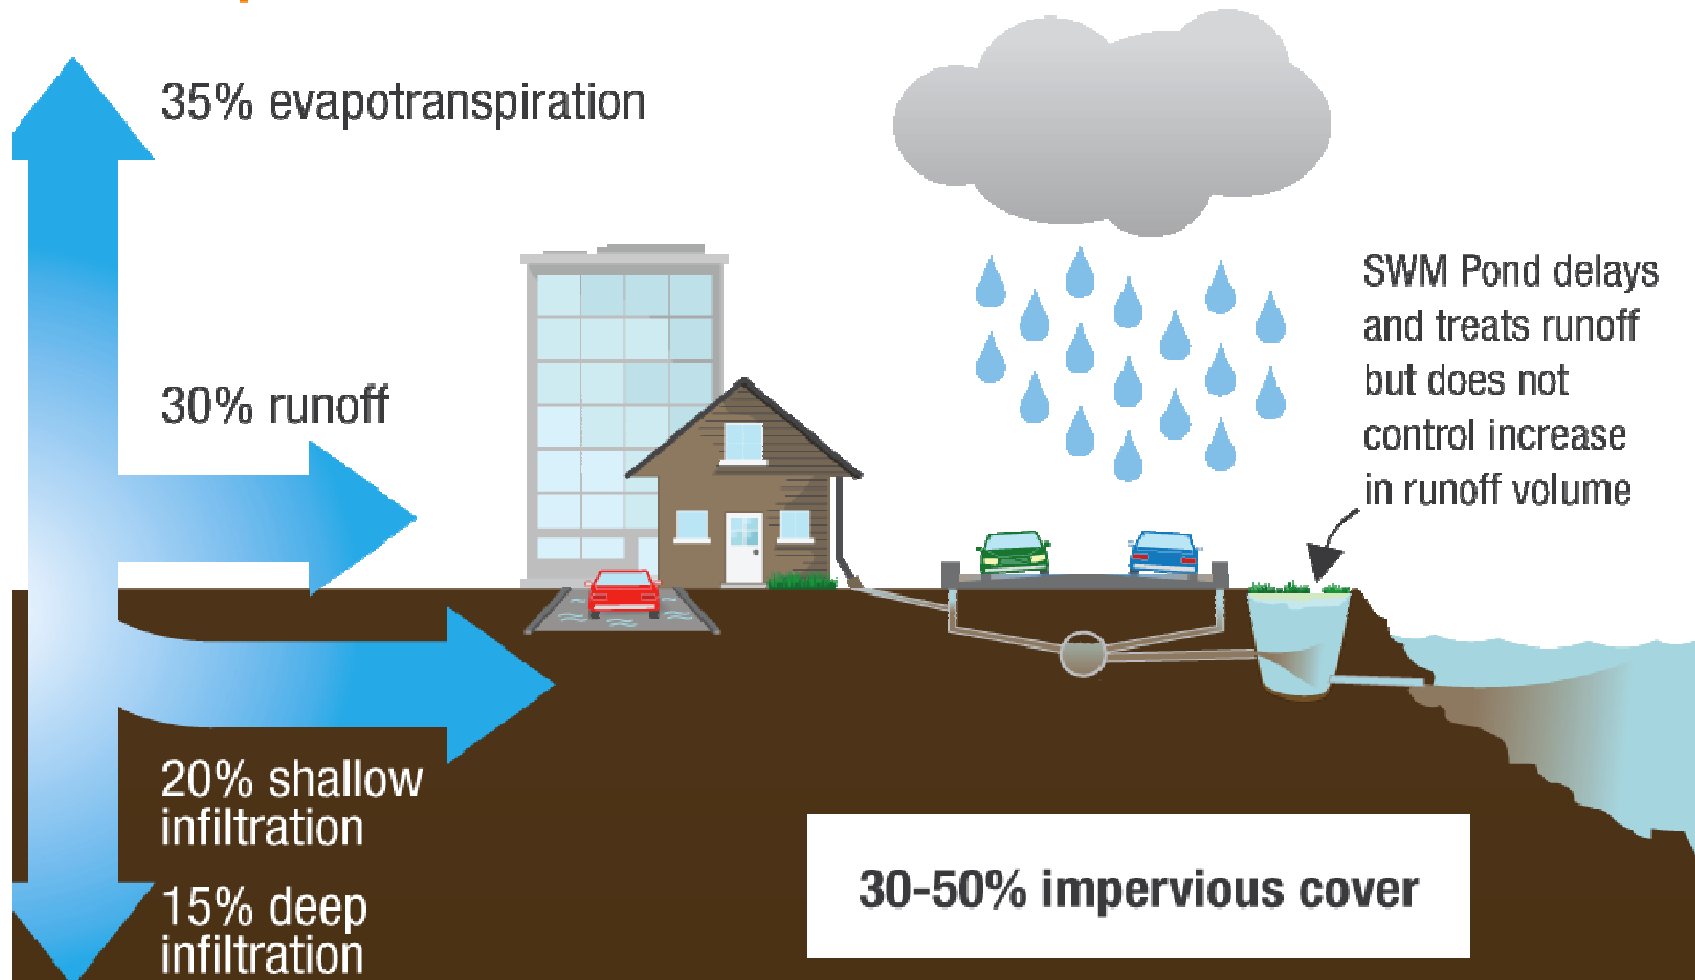 35% evapotranspiration
30% runoff
SWM Pond delays
and treats runoff
but does not
control increase
in runoff volume
20% shallow
infiltration
15% deep
infiltration
30-50% impervious cover